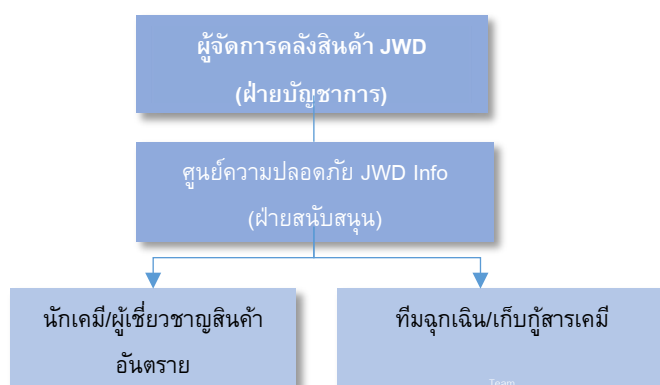 ผู้จัดการคลังสินค้า JWD
(ฝ่ายบัญชาการ)
ศูนย์ความปลอดภัย JWD Info
(ฝ่ายสนับสนุน)
นักเคมี/ผู้เชี่ยวชาญสินค้า
อันตราย
ทีมฉุกเฉิน/เก็บกู้สารเคมี
Team